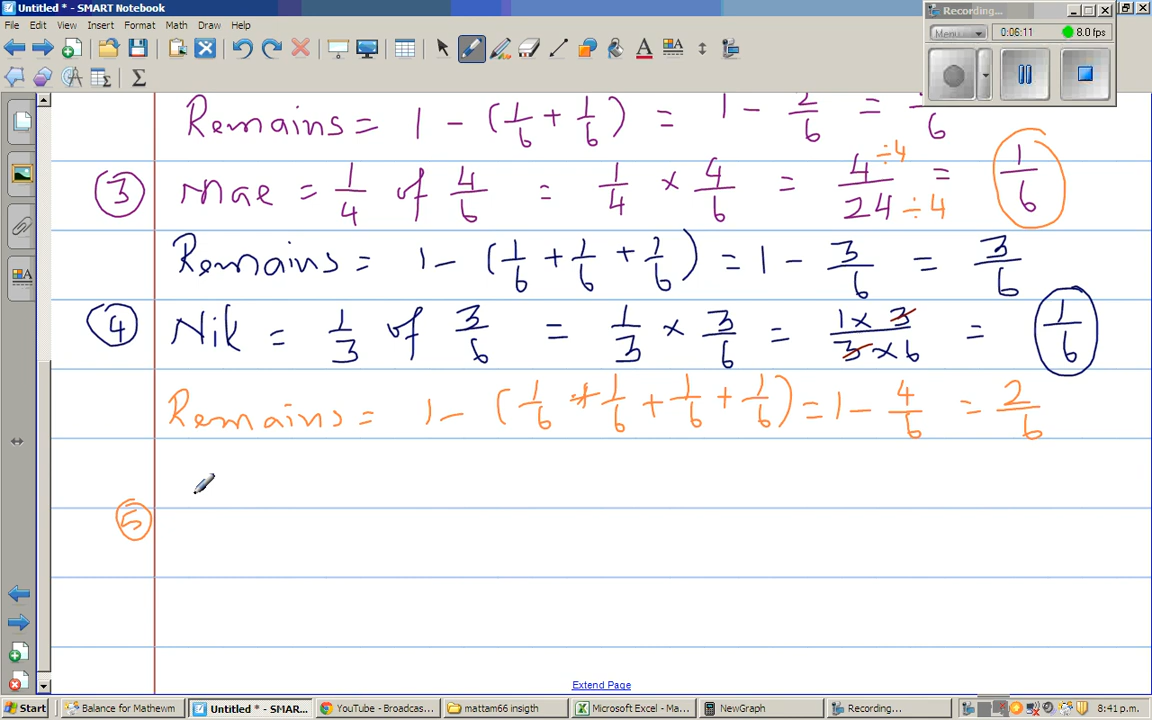 Untitled * - SMART Notebook
File Edit View Insert Format Math Draw Help
Recording...
Menu
0:06:11
8.0 fps
Remains = 1 - (1/6 + 1/6) = 1 - 2/6 = /6
③ Mae = 1/4 of 4/6 = 1/4 × 4/6 = 4/24 ÷4 ÷4 = 1/6
Remains = 1 - (1/6 + 1/6 + 1/6) = 1 - 3/6 = 3/6
④ Nik = 1/3 of 3/6 = 1/3 × 3/6 = 1 × 3/3 × 6 = 1/6
Remains = 1 - (1/6 + 1/6 + 1/6 + 1/6) = 1 - 4/6 = 2/6
⑤
Extend Page
Start
Balance for Mathewm
Untitled * - SMAR...
YouTube - Broadcas...
mattam66 insigth
Microsoft Excel - Ma...
NewGraph
Recording...
8:41 p.m.